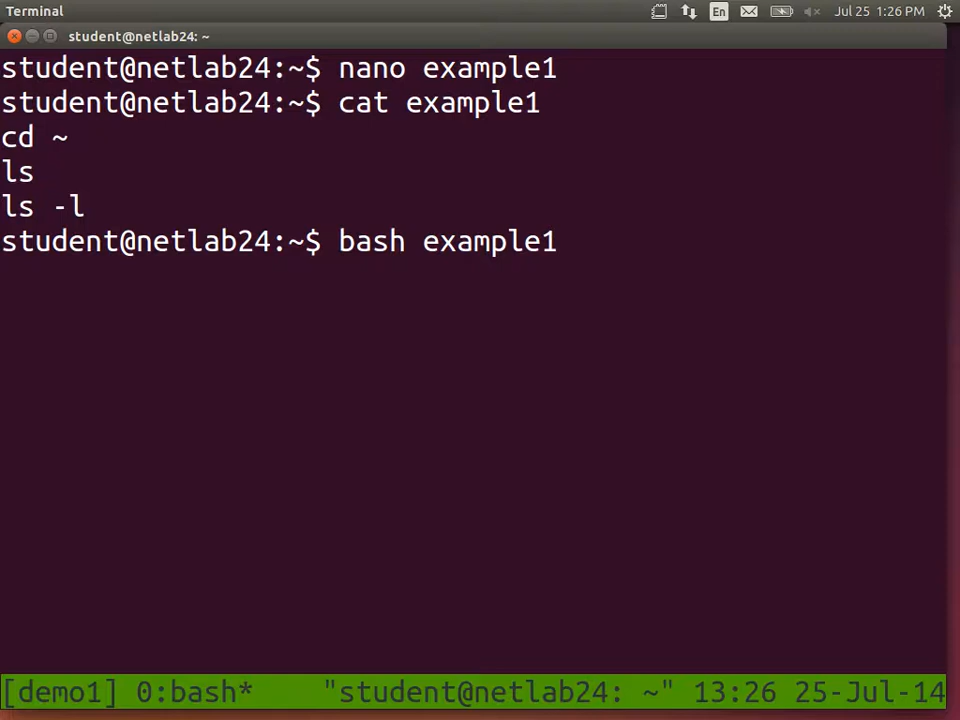 Terminal
En
Jul 25 1:26 PM
student@netlab24: ~
student@netlab24:~$ nano example1
student@netlab24:~$ cat example1
cd ~
ls
ls -l
student@netlab24:~$ bash example1
[demo1] 0:bash* "student@netlab24: ~" 13:26 25-Jul-14